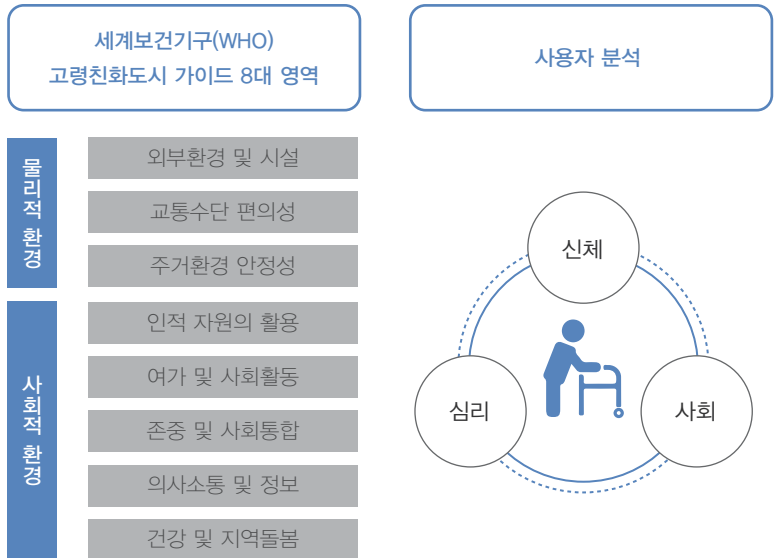 세계보건기구(WHO)
고령친화도시 가이드 8대 영역
물리적 환경
외부환경 및 시설
교통수단 편의성
주거환경 안정성
사회적 환경
인적 자원의 활용
여가 및 사회활동
존중 및 사회통합
의사소통 및 정보
건강 및 지역돌봄
사용자 분석
신체
심리
사회